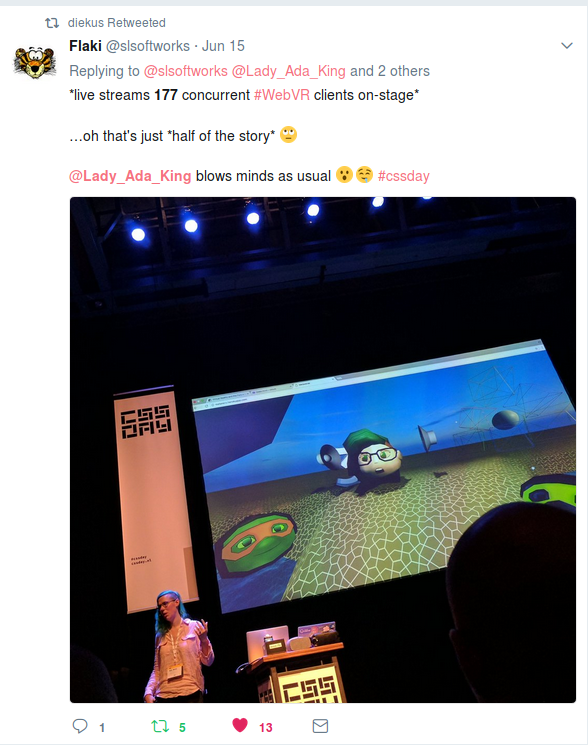 diekus Retweeted
Flaki @slsoftworks · Jun 15
Replying to @slsoftworks @Lady_Ada_King and 2 others
*live streams 177 concurrent #WebVR clients on-stage*
…oh that's just *half of the story* 🙄
@Lady_Ada_King blows minds as usual 😮🤤 #cssday
CSS
DAY
CSS
1
5
13